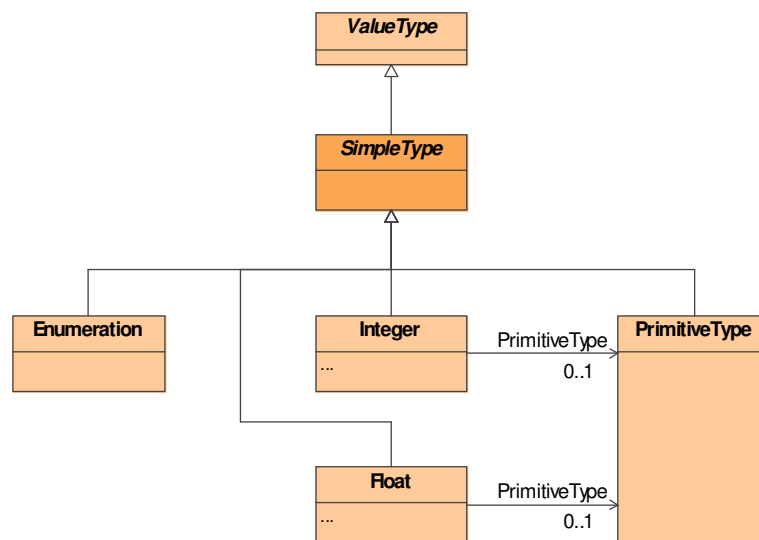 ValueType
SimpleType
Enumeration
Integer
PrimitiveType
PrimitiveType
...
0..1
Float
PrimitiveType
...
0..1